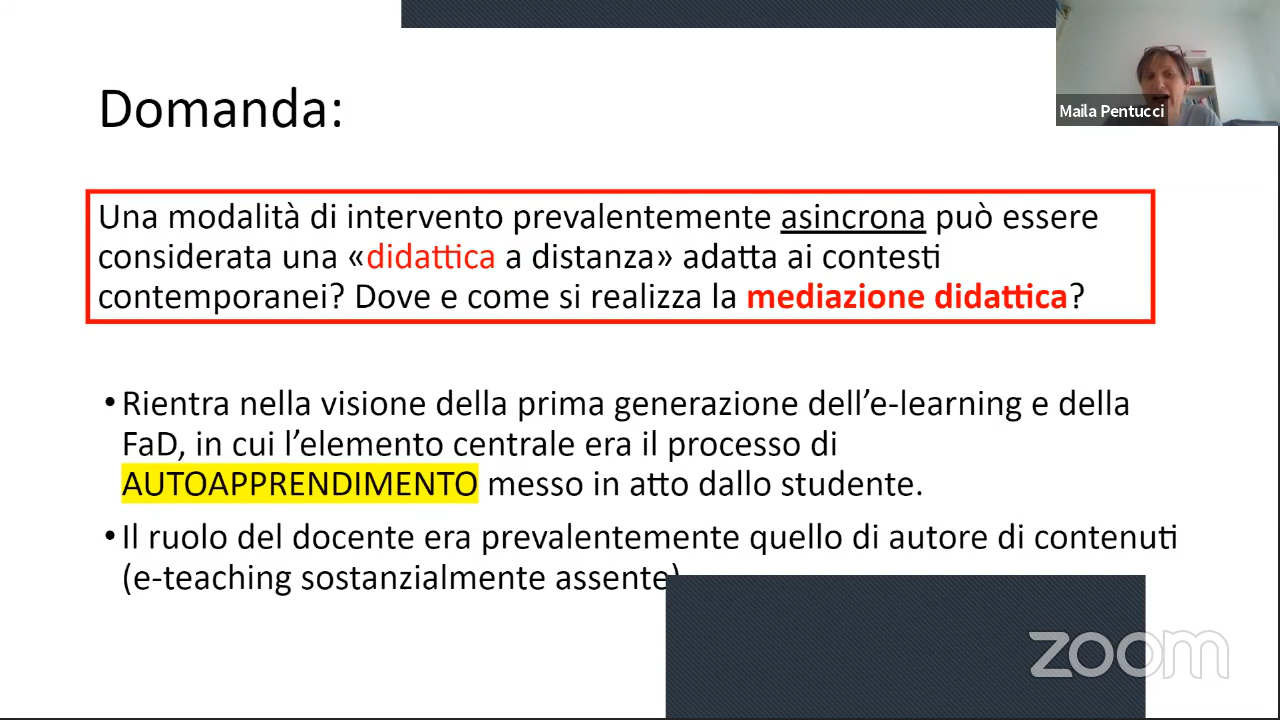 Domanda:
Maila Pentucci
Una modalità di intervento prevalentemente asincrona può essere
considerata una «didattica a distanza» adatta ai contesti
contemporanei? Dove e come si realizza la mediazione didattica?
•Rientra nella visione della prima generazione dell’e-learning e della
FaD, in cui l’elemento centrale era il processo di
AUTOAPPRENDIMENTO messo in atto dallo studente.
•Il ruolo del docente era prevalentemente quello di autore di contenuti
(e-teaching sostanzialmente assente)
zoom